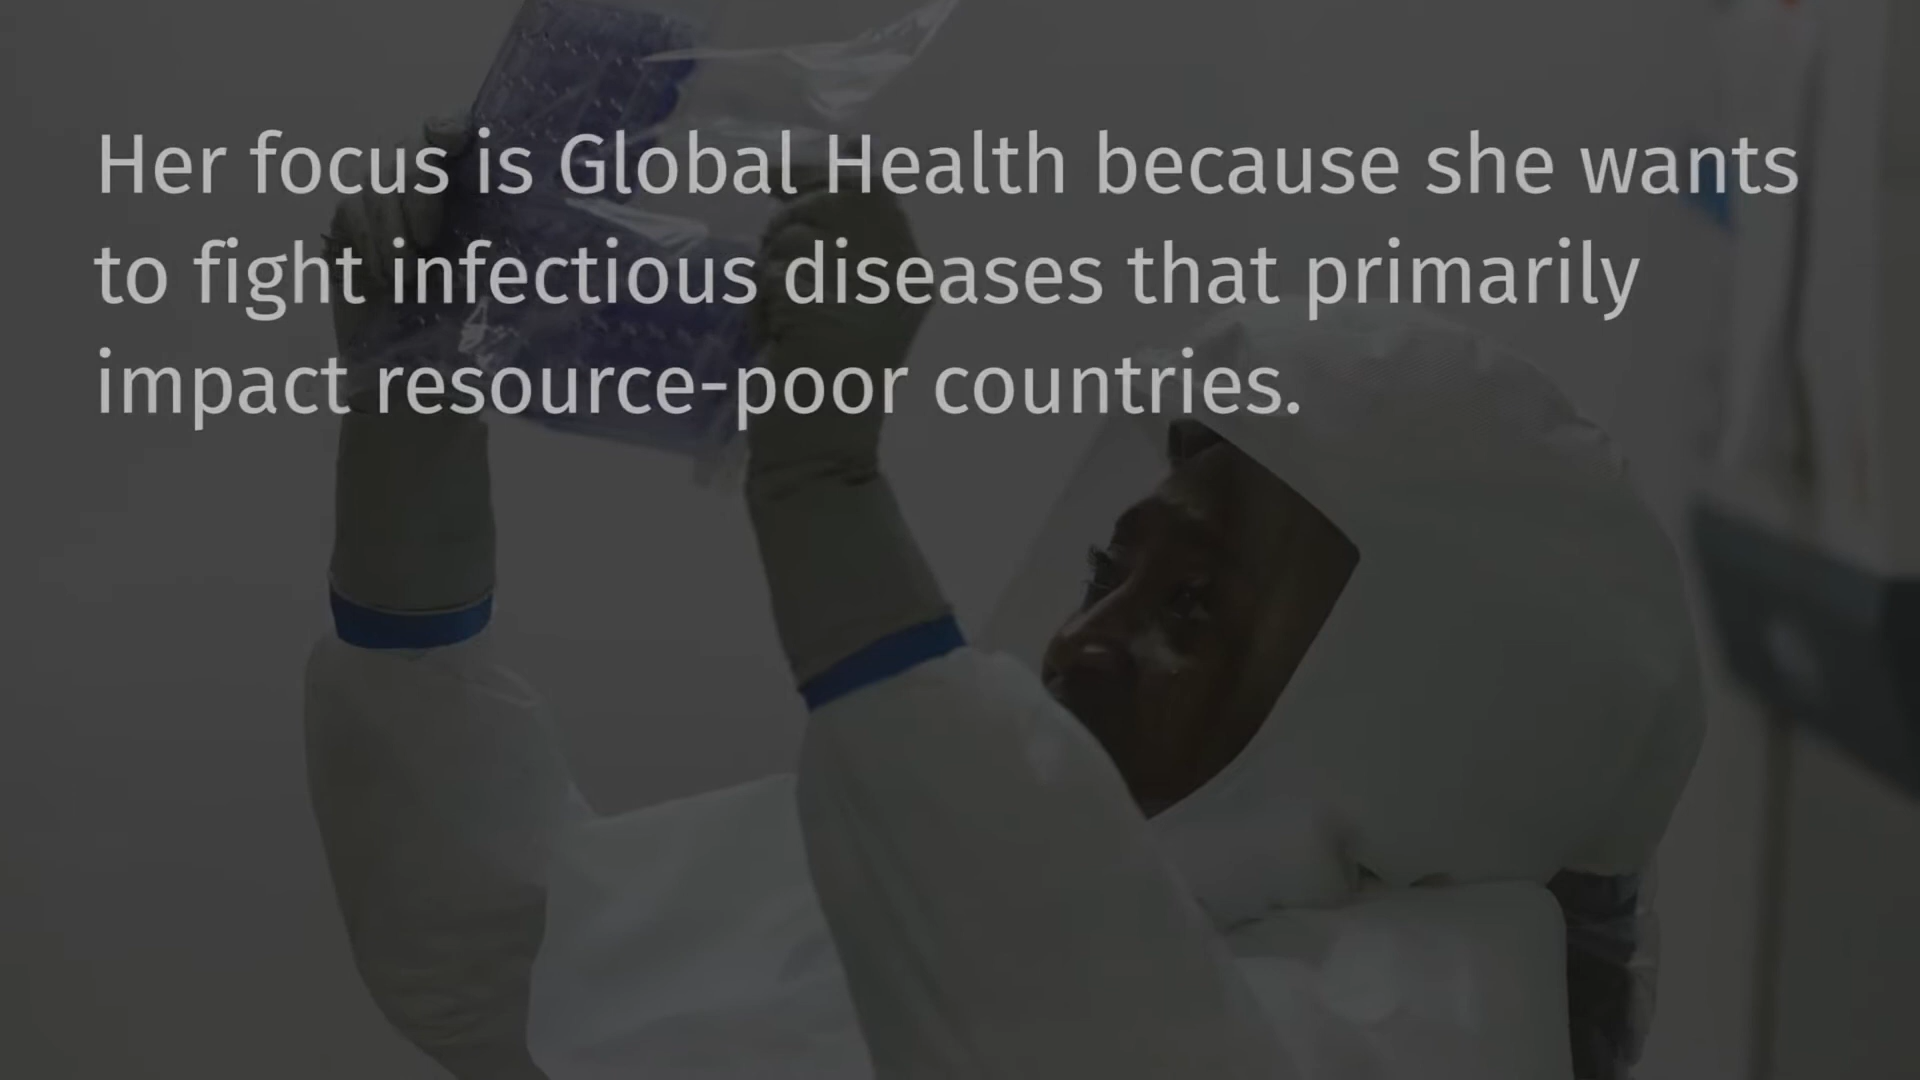 Her focus is Global Health because she wants
to fight infectious diseases that primarily
impact resource-poor countries.